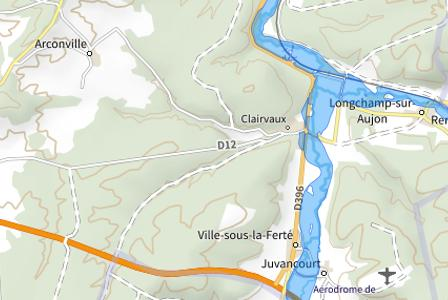 Arconville
Longchamp-sur-
Aujon
Clairvaux
D12
D396
Ville-sous-la-Ferté
Juvancourt
Aérodrome de